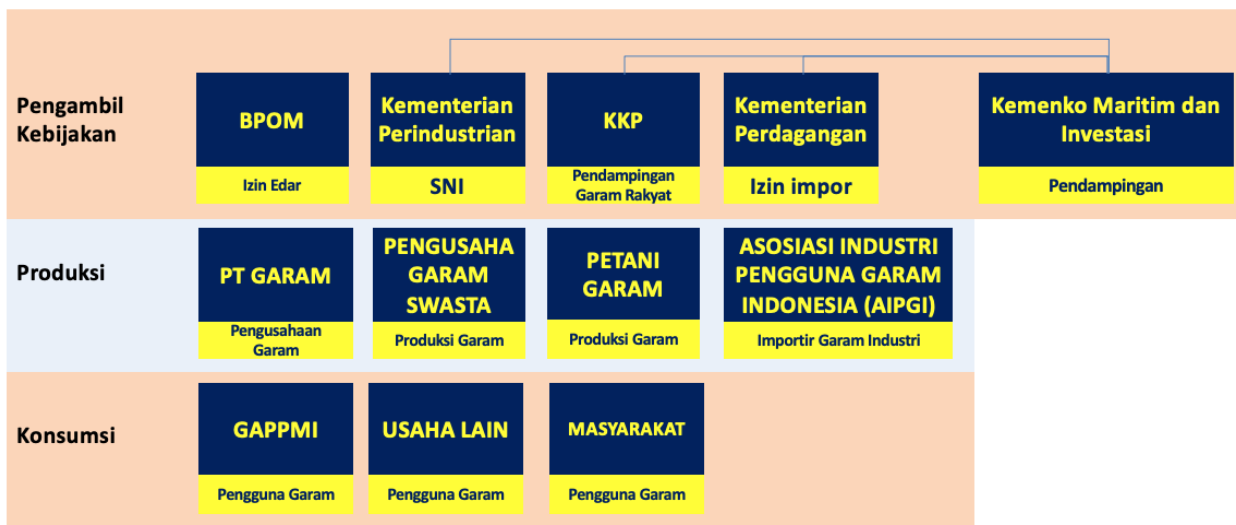 Pengambil
Kebijakan
BPOM
Izin Edar
Kementerian
Perindustrian
SNI
KKP
Pendampingan
Garam Rakyat
Kementerian
Perdagangan
Izin impor
Kemenko Maritim dan
Investasi
Pendampingan
Produksi
PT GARAM
Pengusahaan
Garam
PENGUSAHA
GARAM
SWASTA
Produksi Garam
PETANI
GARAM
Produksi Garam
ASOSIASI INDUSTRI
PENGGUNA GARAM
INDONESIA (AIPGI)
Importir Garam Industri
Konsumsi
GAPPMI
Pengguna Garam
USAHA LAIN
Pengguna Garam
MASYARAKAT
Pengguna Garam